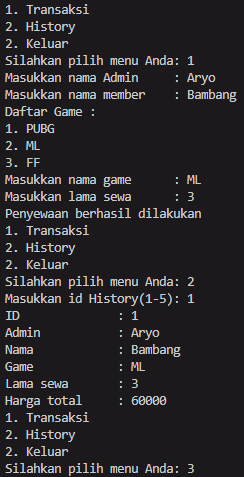 1. Transaksi
2. History
2. Keluar
Silahkan pilih menu Anda: 1
Masukkan nama Admin    : Aryo
Masukkan nama member   : Bambang
Daftar Game :
1. PUBG
2. ML
3. FF
Masukkan nama game     : ML
Masukkan lama sewa     : 3
Penyewaan berhasil dilakukan
1. Transaksi
2. History
2. Keluar
Silahkan pilih menu Anda: 2
Masukkan id History(1-5): 1
ID             : 1
Admin          : Aryo
Nama           : Bambang
Game           : ML
Lama sewa      : 3
Harga total    : 60000
1. Transaksi
2. History
2. Keluar
Silahkan pilih menu Anda: 3